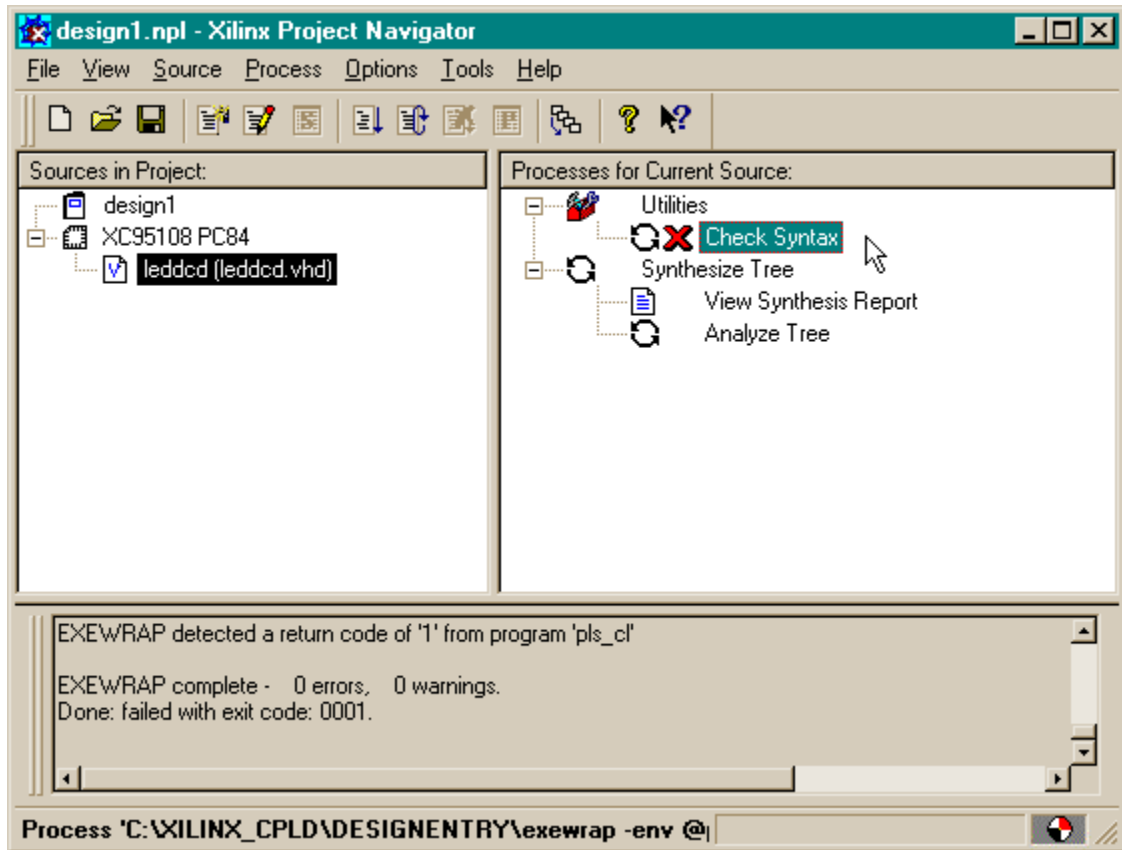 design1.npl - Xilinx Project Navigator
File View Source Process Options Tools Help
Sources in Project:
design1
XC95108 PC84
leddcd (leddcd.vhd)
Processes for Current Source:
Utilities
Check Syntax
Synthesize Tree
View Synthesis Report
Analyze Tree
EXEWRAP detected a return code of '1' from program 'pls_cl'
EXEWRAP complete - 0 errors, 0 warnings.
Done: failed with exit code: 0001.
Process 'C:\XILINX_CPLD\DESIGNENTRY\exewrap -env @